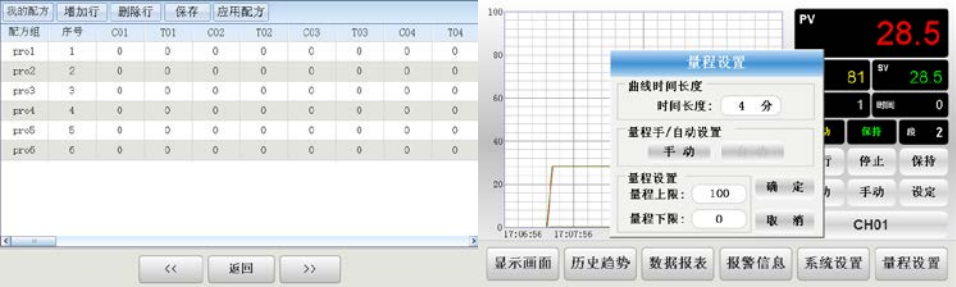 我的配方 增加行 删除行 保存 应用配方
配方组 序号 C01 T01 C02 T02 C03 T03 C04 T04
pro1 1 0 0 0 0 0 0 0 0
pro2 2 0 0 0 0 0 0 0 0
pro3 3 0 0 0 0 0 0 0 0
pro4 4 0 0 0 0 0 0 0 0
pro5 5 0 0 0 0 0 0 0 0
pro6 6 0 0 0 0 0 0 0 0
<< 返回 >>
100
80
60
40
20
0
17:06:56 17:07:56
量程设置
曲线时间长度
时间长度: 4 分
量程手/自动设置
手动 自动
量程设置
量程上限: 100 确定
量程下限: 0 取消
PV 28.5
81 SV 28.5
1 时间 0
保持 段 2
停止 保持
手动 设定
CH01
显示画面 历史趋势 数据报表 报警信息 系统设置 量程设置